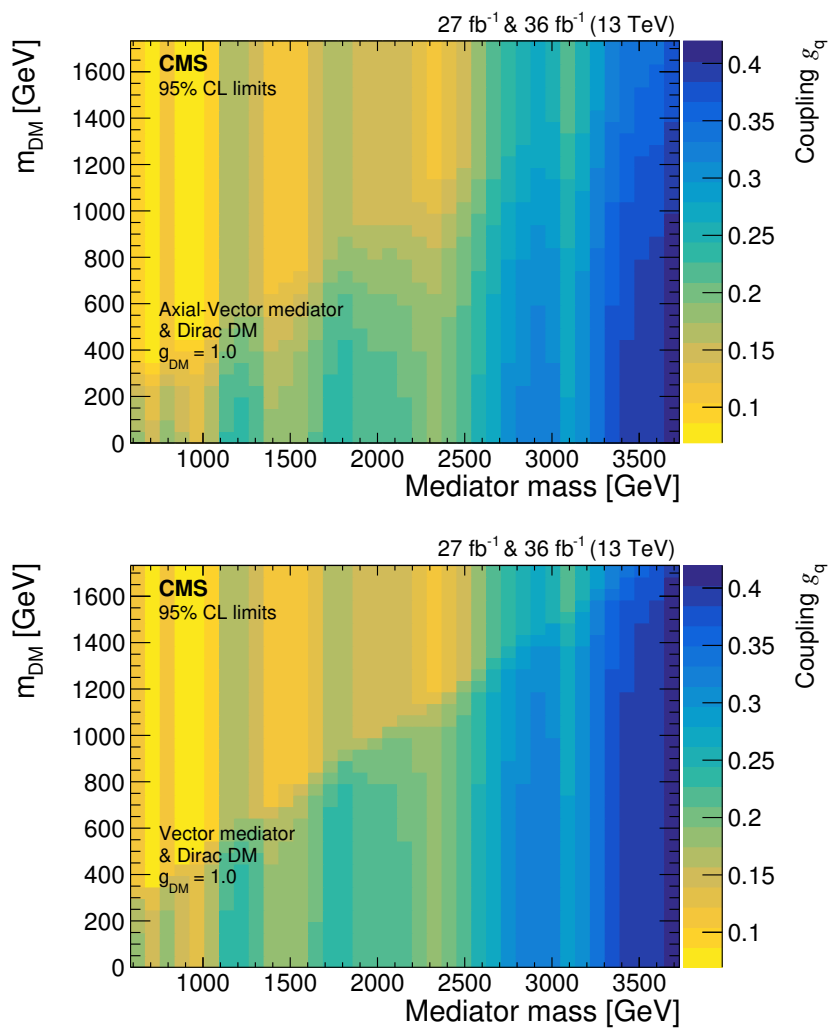 27 fb⁻¹ & 36 fb⁻¹ (13 TeV)
CMS
95% CL limits
Axial-Vector mediator
& Dirac DM
g_DM = 1.0
m_DM [GeV]
1600
1400
1200
1000
800
600
400
200
0
1000 1500 2000 2500 3000 3500
Mediator mass [GeV]
Coupling g_q
0.4
0.35
0.3
0.25
0.2
0.15
0.1
27 fb⁻¹ & 36 fb⁻¹ (13 TeV)
CMS
95% CL limits
Vector mediator
& Dirac DM
g_DM = 1.0
m_DM [GeV]
1600
1400
1200
1000
800
600
400
200
0
1000 1500 2000 2500 3000 3500
Mediator mass [GeV]
Coupling g_q
0.4
0.35
0.3
0.25
0.2
0.15
0.1